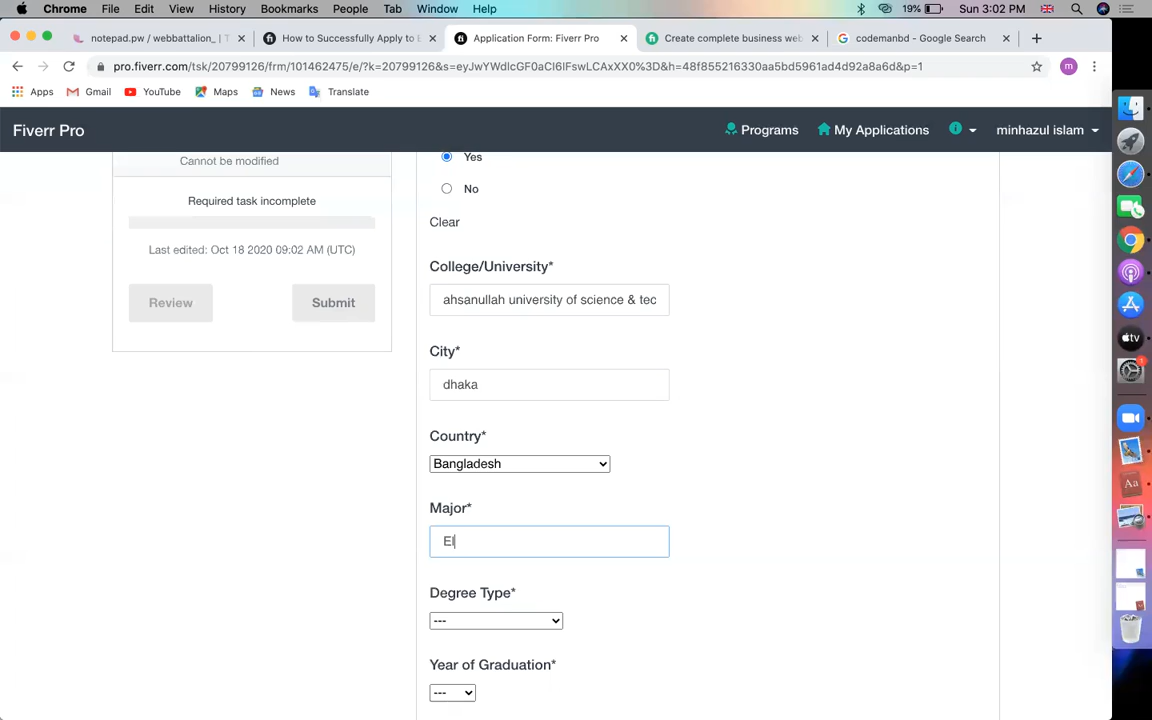 Chrome File Edit View History Bookmarks People Tab Window Help 19% Sun 3:02 PM
notepad.pw / webbattalion_ | T
How to Successfully Apply to
Application Form: Fiverr Pro
Create complete business web
codemanbd - Google Search
pro.fiverr.com/tsk/20799126/frm/101462475/e/?k=20799126&s=eyJwYWdlcGF0aCI6IFswLCAxXX0%3D&h=48f855216330aa5bd5961ad4d92a8a6d&p=1
m
Apps Gmail YouTube Maps News Translate
Fiverr Pro
Programs My Applications minhazul islam
Cannot be modified
Required task incomplete
Last edited: Oct 18 2020 09:02 AM (UTC)
Review Submit
Yes
No
Clear
College/University*
ahsanullah university of science & tec
City*
dhaka
Country*
Bangladesh
Major*
El
Degree Type*
---
Year of Graduation*
---
tv
1
Aa